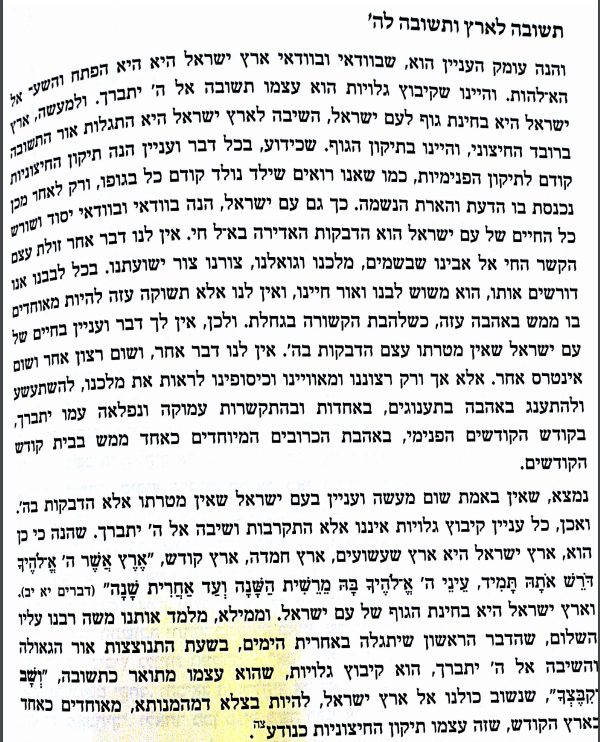 תשובה לארץ ותשובה לה'
והנה עומק העניין הוא, שבוודאי ובוודאי ארץ ישראל היא היא הפתח והשער אל
הא־להות. והיינו שקיבוץ גלויות הוא עצמו תשובה אל ה' יתברך. ולמעשה, ארץ
ישראל היא בחינת גוף לעם ישראל, השיבה לארץ ישראל היא התגלות אור התשובה
ברובד החיצוני, והיינו בתיקון הגוף. שכידוע, בכל דבר ועניין הנה תיקון החיצוניות
קודם לתיקון הפנימיות, כמו שאנו רואים שילד נולד קודם כל בגופו, ורק לאחר מכן
נכנסת בו הדעת והארת הנשמה. כך גם עם ישראל, הנה בוודאי ובוודאי יסוד ושורש
כל החיים של עם ישראל הוא הדבקות האדירה בא־ל חי. אין לנו דבר אחר זולת עצם
הקשר החי אל אבינו שבשמים, מלכנו וגואלנו, צורנו צור ישועתנו. בכל לבבנו אנו
דורשים אותו, הוא משוש לבנו ואור חיינו, ואין לנו אלא תשוקה עזה להיות מאוחדים
בו ממש באהבה עזה, כשלהבת הקשורה בגחלת. ולכן, אין לך דבר ועניין בחיים של
עם ישראל שאין מטרתו עצם הדבקות בה'. אין לנו דבר אחר, ושום רצון אחר ושום
אינטרס אחר. אלא אך ורק רצוננו ומאוויינו וכיסופינו לראות את מלכנו, להשתעשע
ולהתענג באהבה בתענוגים, באחדות ובהתקשרות עמוקה ונפלאה עמו יתברך,
בקודש הקודשים הפנימי, באהבת הכרובים המיוחדים כאחד ממש בבית קודש
הקודשים.
נמצא, שאין באמת שום מעשה ועניין בעם ישראל שאין מטרתו אלא הדבקות בה'.
ואכן, כל עניין קיבוץ גלויות איננו אלא התקרבות ושיבה אל ה' יתברך. שהנה כי כן
הוא, ארץ ישראל היא ארץ שעשועים, ארץ חמדה, ארץ קודש, "אֶרֶץ אֲשֶׁר ה' אֱ־לֹהֶיךָ
דֹּרֵשׁ אֹתָהּ תָּמִיד, עֵינֵי ה' אֱ־לֹהֶיךָ בָּהּ מֵרֵשִׁית הַשָּׁנָה וְעַד אַחֲרִית שָׁנָה" (דברים יא יב).
וארץ ישראל היא בחינת הגוף של עם ישראל. וממילא, מלמד אותנו משה רבנו עליו
השלום, שהדבר הראשון שיתגלה באחרית הימים, בשעת התנוצצות אור הגאולה
והשיבה אל ה' יתברך, הוא קיבוץ גלויות, שהוא עצמו מתואר כתשובה, "וְשָׁב
וְקִבֶּצְךָ", שנשוב כולנו אל ארץ ישראל, להיות בצלא דמהמנותא, מאוחדים כאחד
בארץ הקודש, שזה עצמו תיקון החיצוניות כנודע צה.